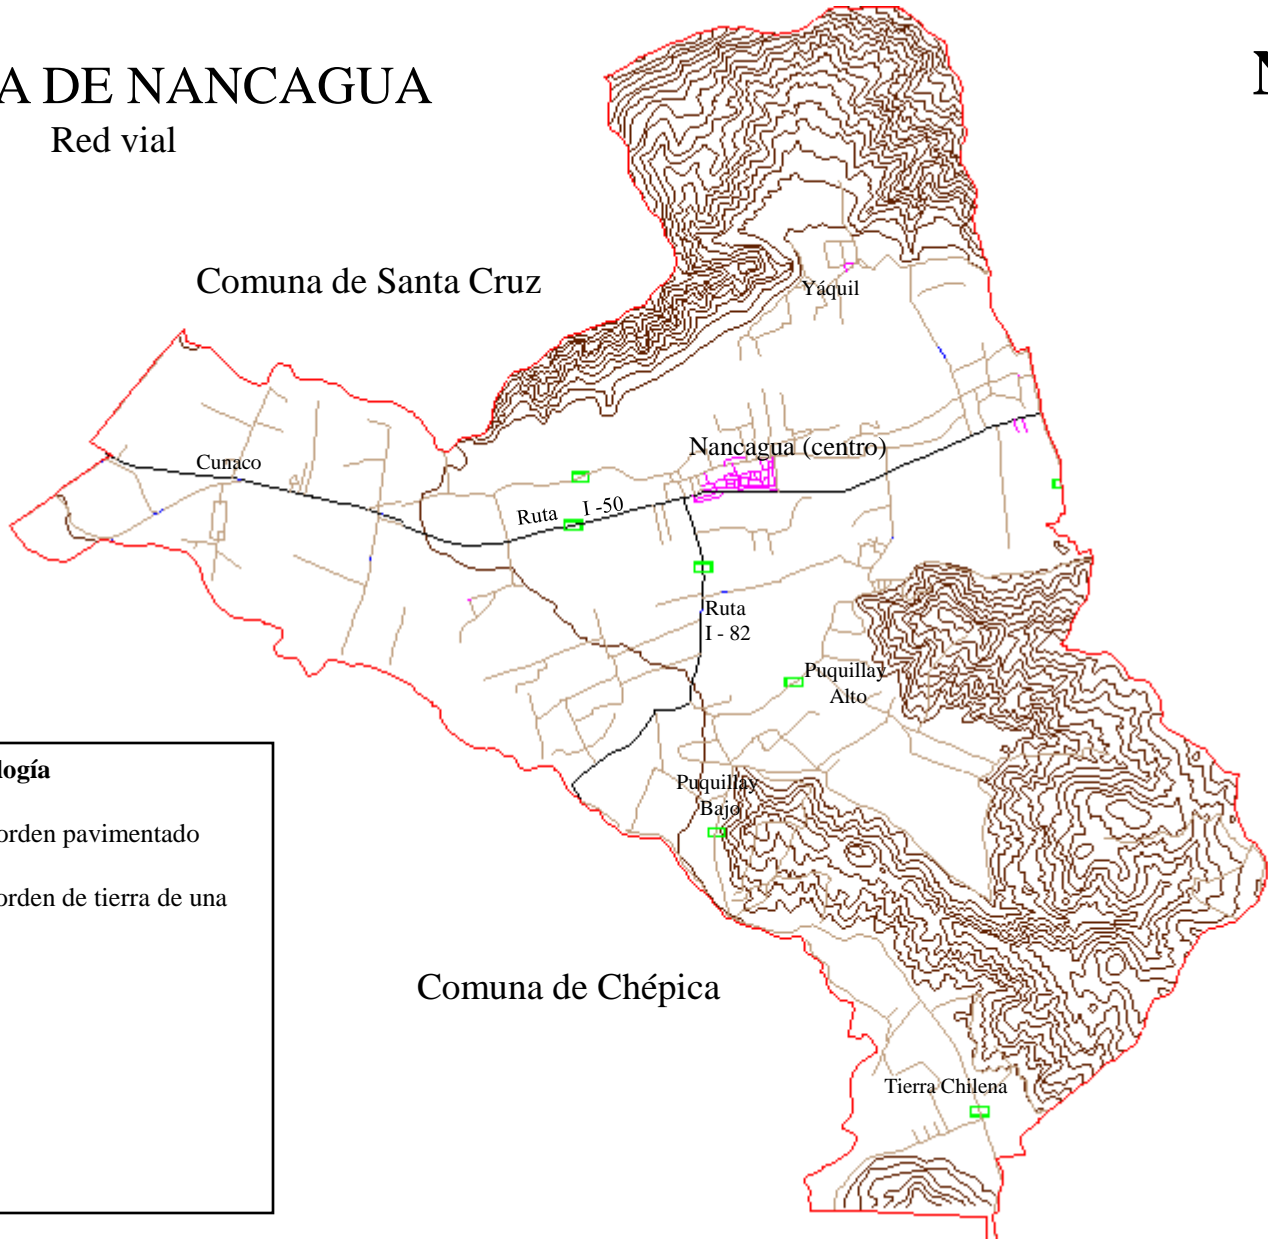 A DE NANCAGUA
Red vial
N
Comuna de Santa Cruz
Yáquil
Nancagua (centro)
Cunaco
Ruta I -50
Ruta
I - 82
Puquillay
Alto
Puquillay
Bajo
logía
orden pavimentado
orden de tierra de una
Comuna de Chépica
Tierra Chilena